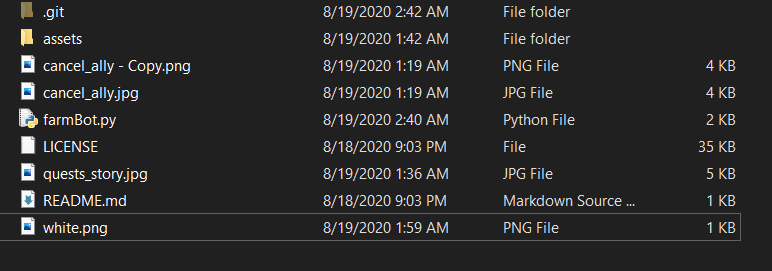 .git 8/19/2020 2:42 AM File folder
assets 8/19/2020 1:42 AM File folder
cancel_ally - Copy.png 8/19/2020 1:19 AM PNG File 4 KB
cancel_ally.jpg 8/19/2020 1:19 AM JPG File 4 KB
farmBot.py 8/19/2020 2:40 AM Python File 2 KB
LICENSE 8/18/2020 9:03 PM File 35 KB
quests_story.jpg 8/19/2020 1:36 AM JPG File 5 KB
README.md 8/18/2020 9:03 PM Markdown Source ... 1 KB
white.png 8/19/2020 1:59 AM PNG File 1 KB